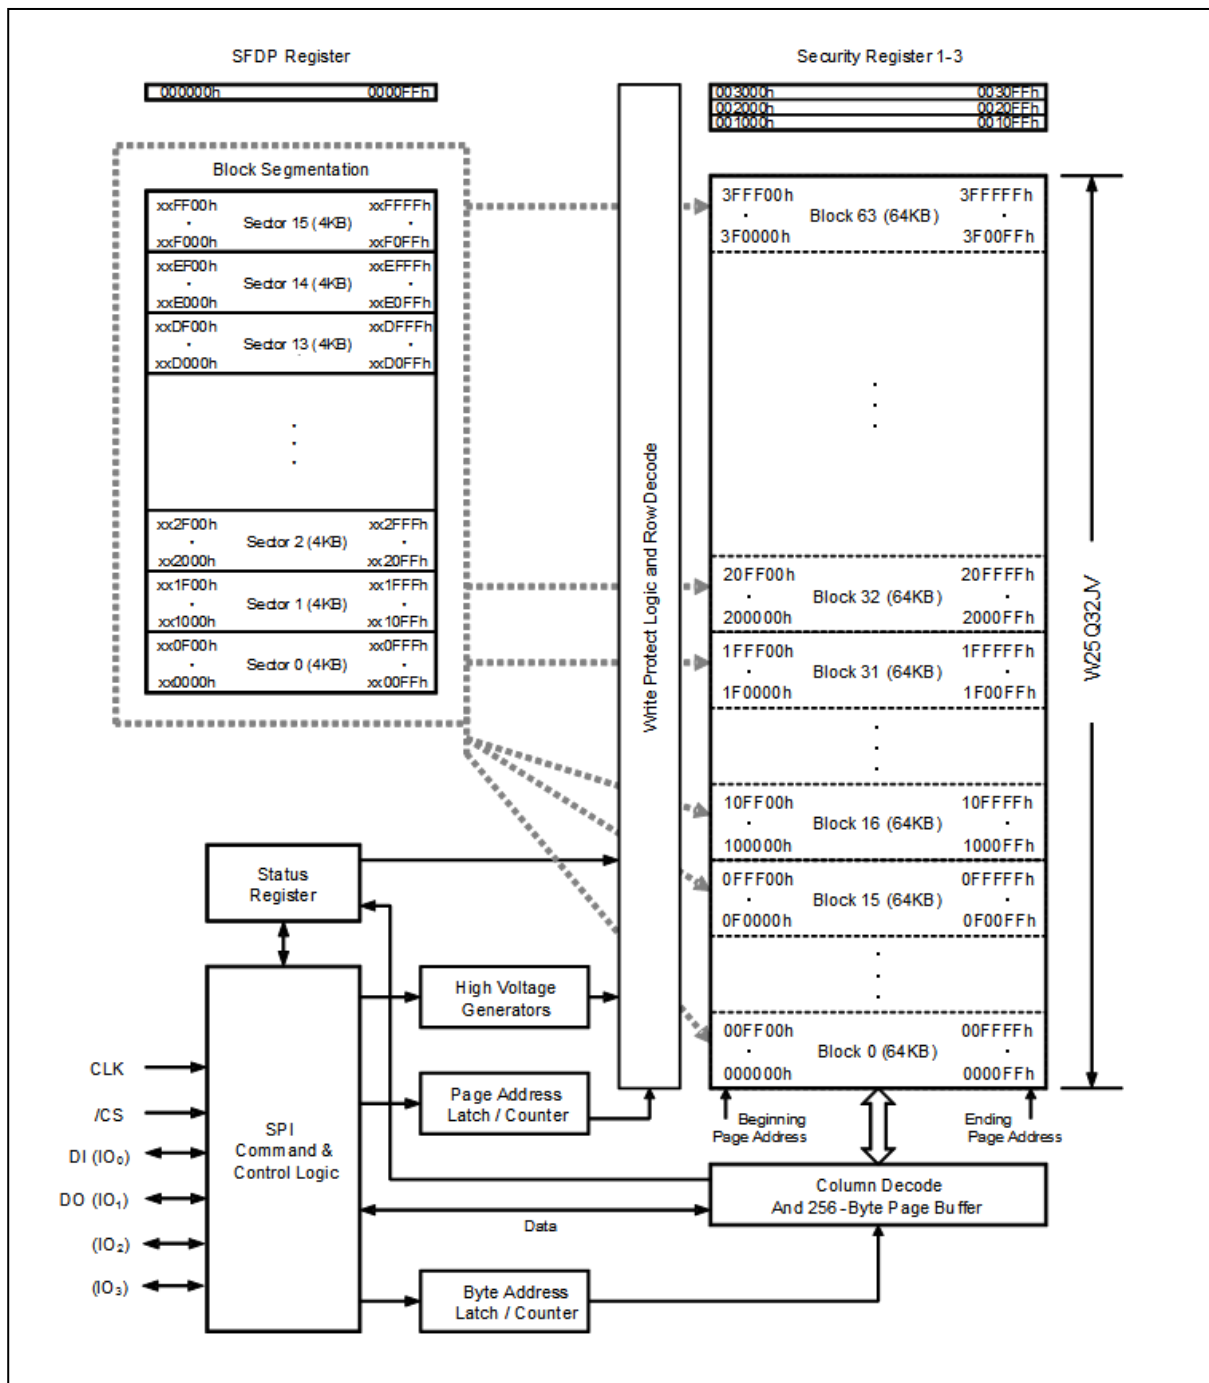 SFDP Register
000000h 0000FFh
Security Register 1-3
003000h 0030FFh
002000h 0020FFh
001000h 0010FFh
Block Segmentation
xxFF00h xxFFFFh
Sector 15 (4KB)
xxF000h xxF0FFh
xxEF00h xxEFFFh
Sector 14 (4KB)
xxE000h xxE0FFh
xxDF00h xxDFFFh
Sector 13 (4KB)
xxD000h xxD0FFh
xx2F00h xx2FFFh
Sector 2 (4KB)
xx2000h xx20FFh
xx1F00h xx1FFFh
Sector 1 (4KB)
xx1000h xx10FFh
xx0F00h xx0FFFh
Sector 0 (4KB)
xx0000h xx00FFh
Write Protect Logic and Row Decode
3FFF00h 3FFFFFh
Block 63 (64KB)
3F0000h 3F00FFh
20FF00h 20FFFFh
Block 32 (64KB)
200000h 2000FFh
1FFF00h 1FFFFFh
Block 31 (64KB)
1F0000h 1F00FFh
10FF00h 10FFFFh
Block 16 (64KB)
100000h 1000FFh
0FFF00h 0FFFFFh
Block 15 (64KB)
0F0000h 0F00FFh
00FF00h 00FFFFh
Block 0 (64KB)
000000h 0000FFh
W25Q32JV
Beginning
Page Address
Ending
Page Address
Status
Register
High Voltage
Generators
Page Address
Latch / Counter
CLK
/CS
DI (IO₀)
DO (IO₁)
(IO₂)
(IO₃)
SPI
Command &
Control Logic
Column Decode
And 256-Byte Page Buffer
Data
Byte Address
Latch / Counter